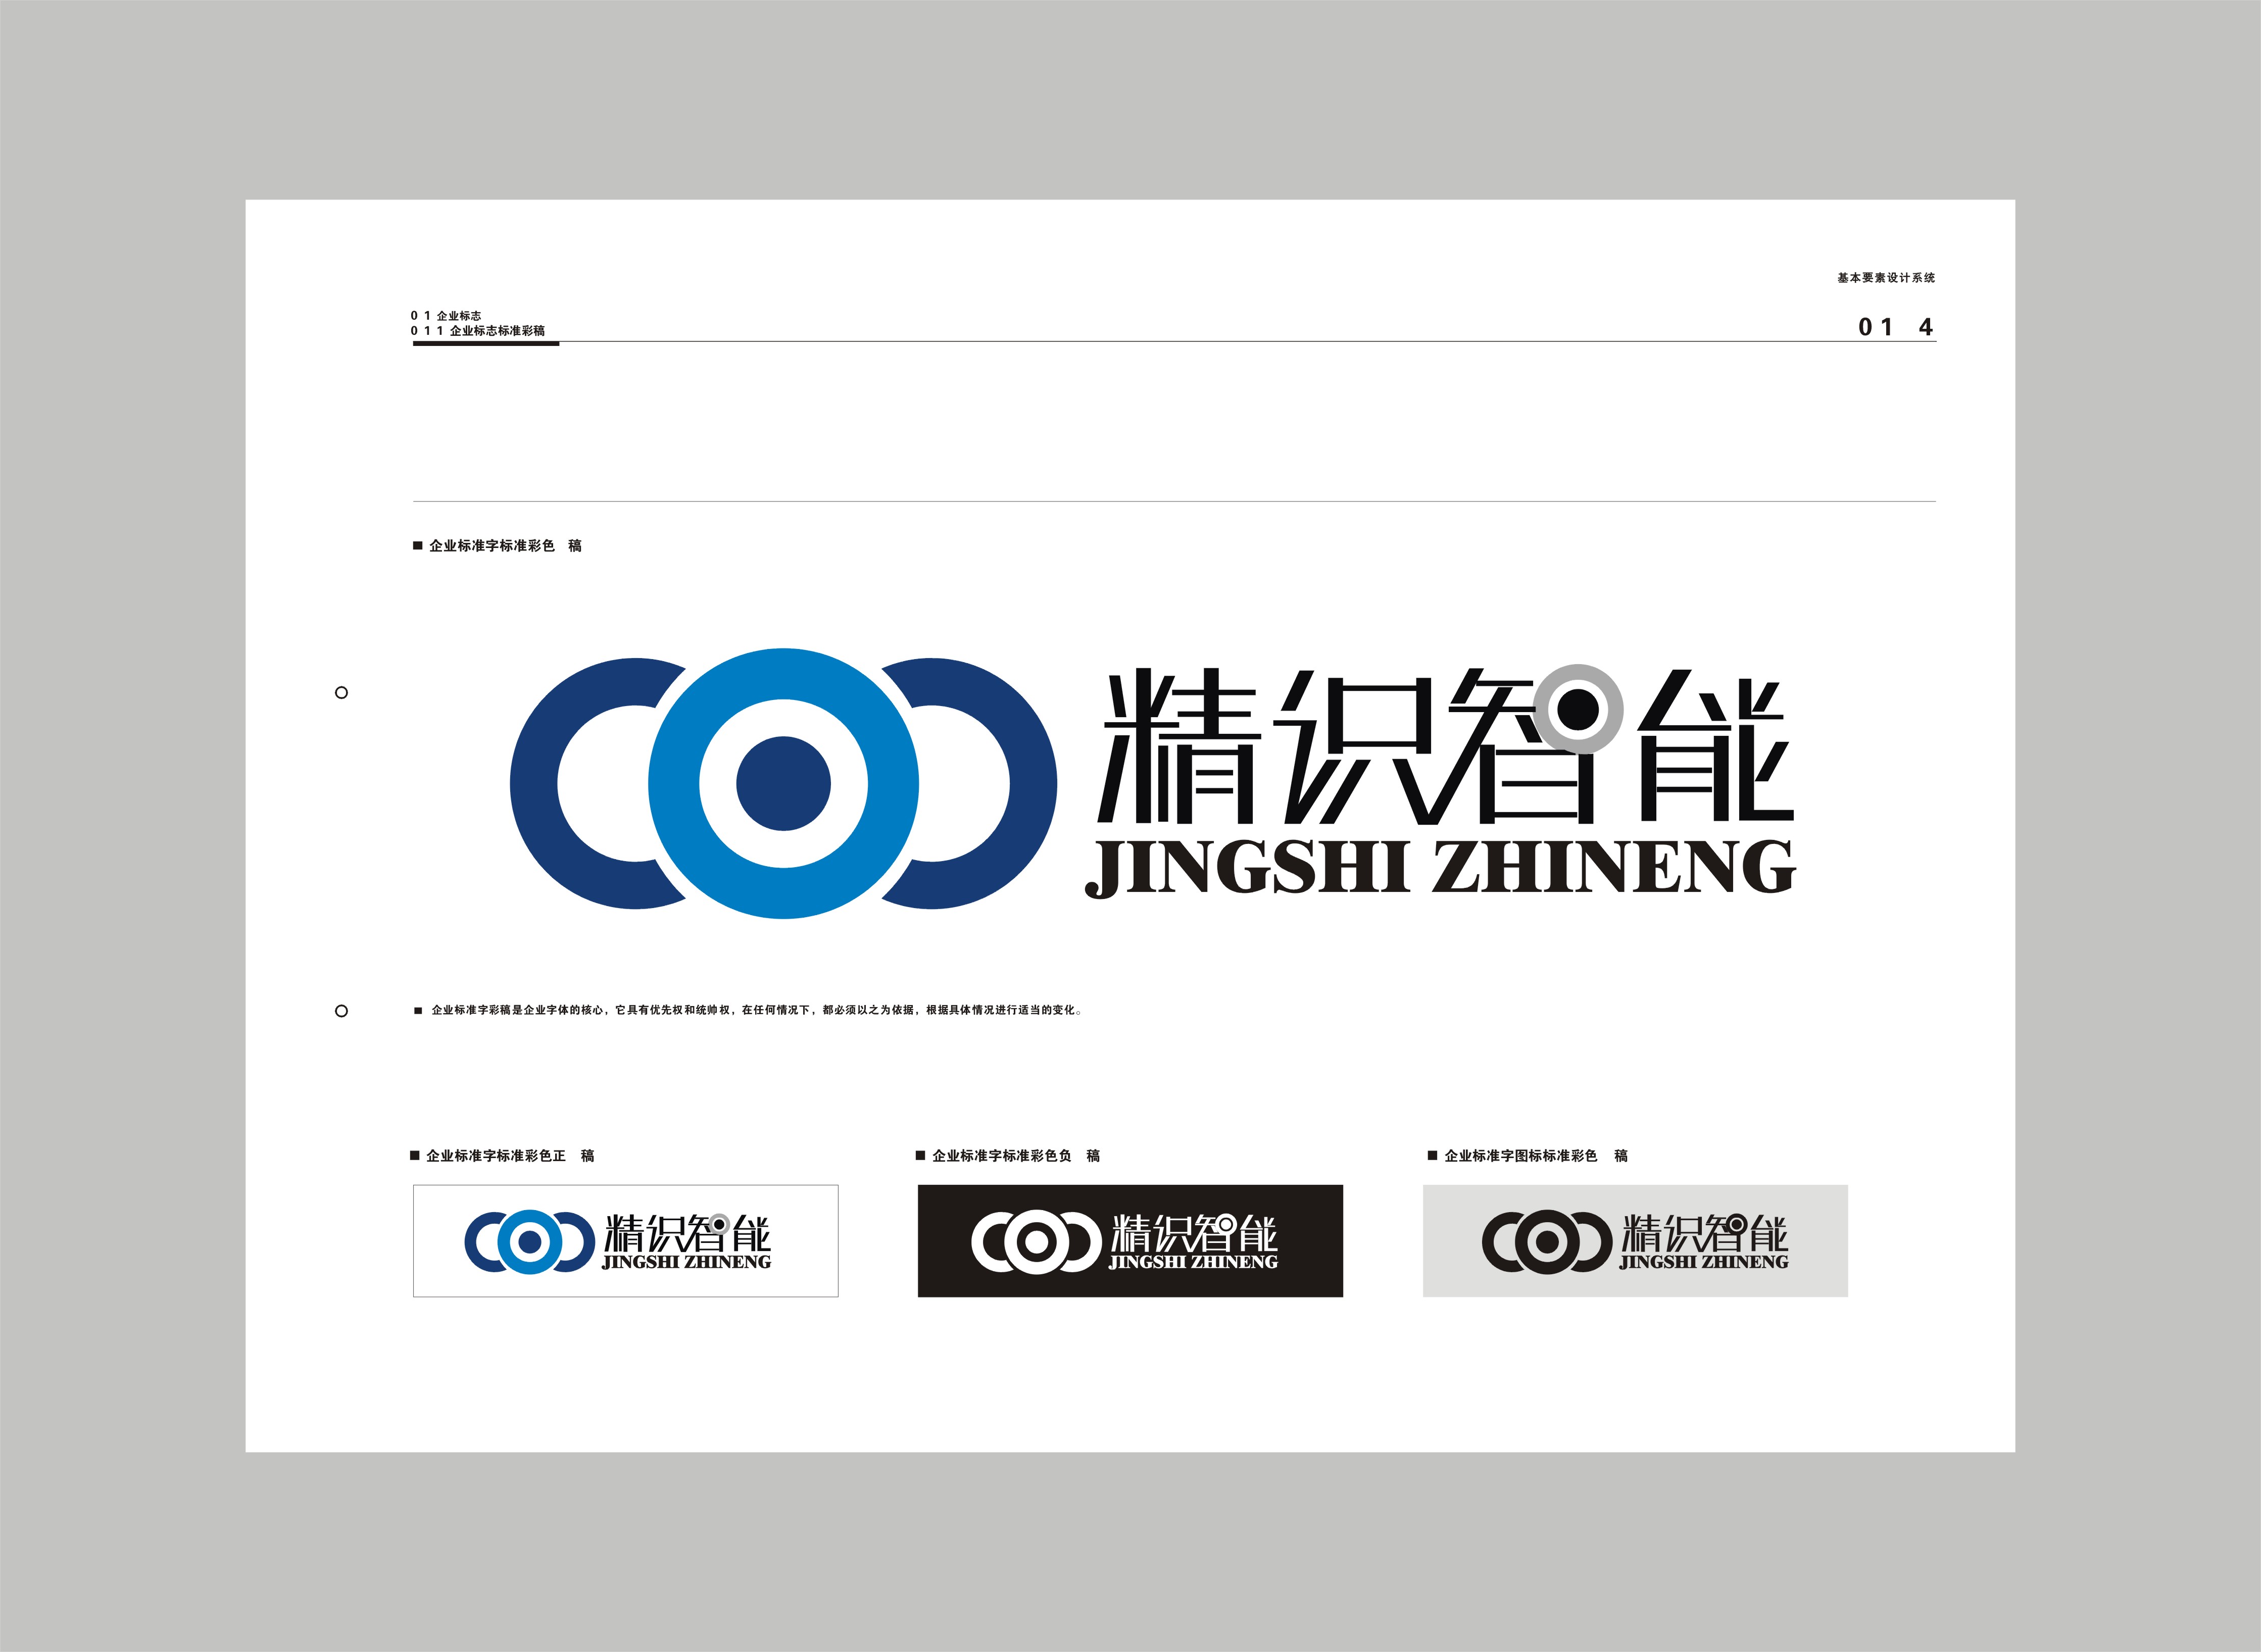 基本要素设计系统
01 企业标志
011 企业标志标准彩稿
01 4
■ 企业标准字标准彩色 稿
精识智能
JINGSHI ZHINENG
■ 企业标准字彩稿是企业字体的核心，它具有优先权和统帅权，在任何情况下，都必须以之为依据，根据具体情况进行适当的变化。
■ 企业标准字标准彩色正 稿
■ 企业标准字标准彩色负 稿
■ 企业标准字图标标准彩色 稿
精识智能
JINGSHI ZHINENG
精识智能
JINGSHI ZHINENG
精识智能
JINGSHI ZHINENG